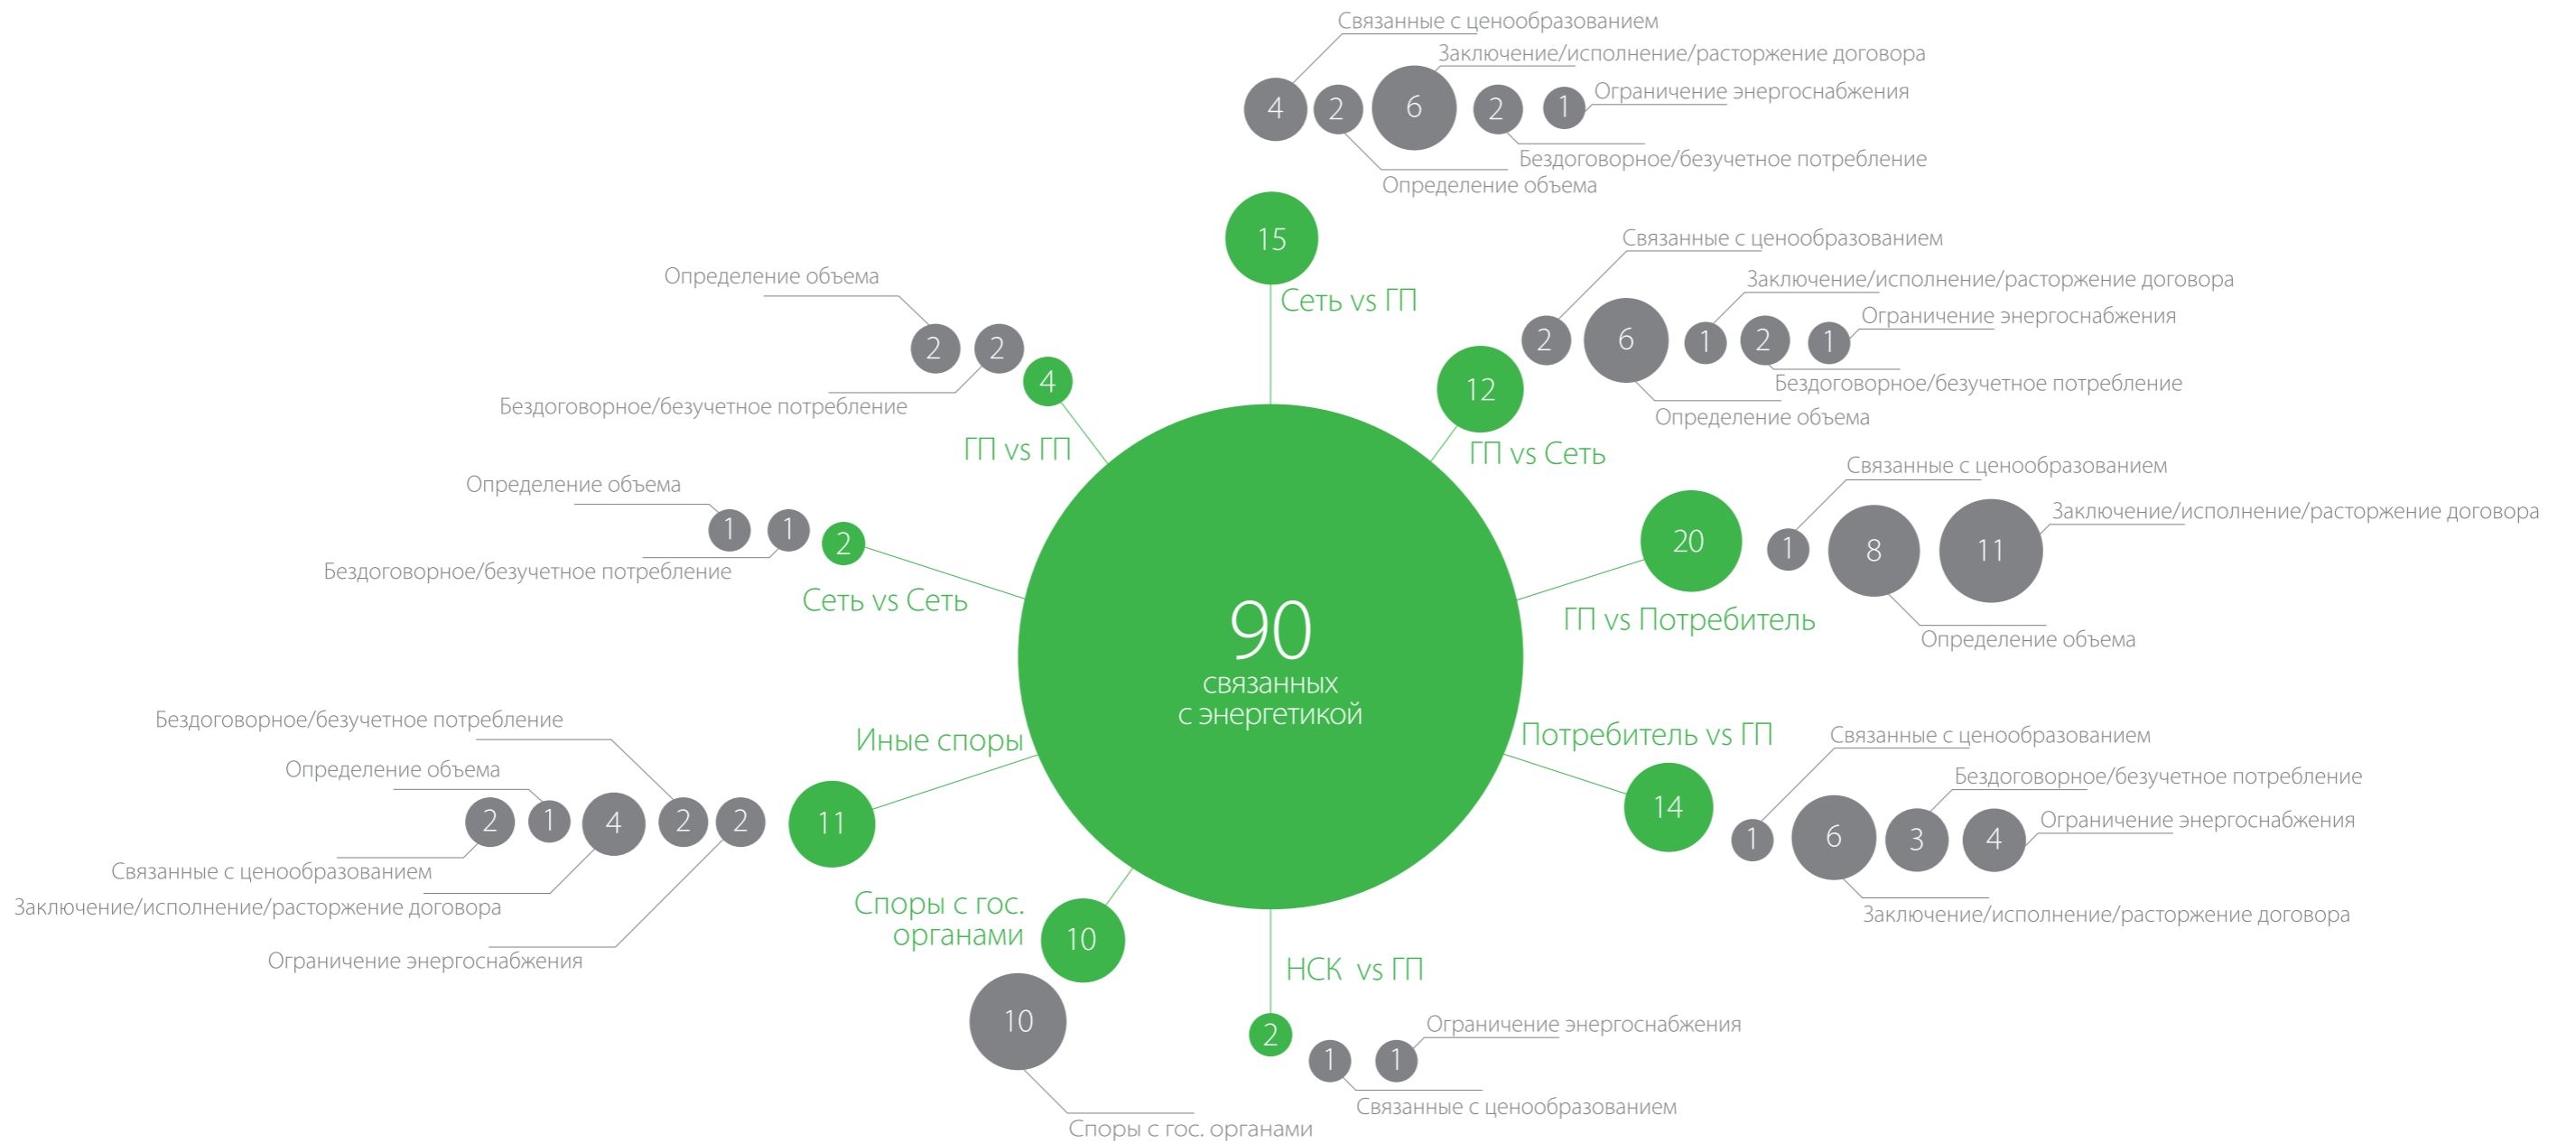 Связанные с ценообразованием
Заключение/исполнение/расторжение договора
Ограничение энергоснабжения
4
2
6
2
1
Бездоговорное/безучетное потребление
Определение объема
15
Сеть vs ГП
Связанные с ценообразованием
Заключение/исполнение/расторжение договора
Ограничение энергоснабжения
2
6
1
2
1
Бездоговорное/безучетное потребление
Определение объема
12
ГП vs Сеть
Определение объема
2
2
4
Бездоговорное/безучетное потребление
ГП vs ГП
Связанные с ценообразованием
Заключение/исполнение/расторжение договора
20
1
8
11
Определение объема
ГП vs Потребитель
Определение объема
1
1
2
Бездоговорное/безучетное потребление
Сеть vs Сеть
90
связанных
с энергетикой
Потребитель vs ГП
14
Связанные с ценообразованием
Бездоговорное/безучетное потребление
Ограничение энергоснабжения
1
6
3
4
Заключение/исполнение/расторжение договора
Иные споры
Бездоговорное/безучетное потребление
Определение объема
2
1
4
2
2
11
Связанные с ценообразованием
Заключение/исполнение/расторжение договора
Ограничение энергоснабжения
Споры с гос.
органами
10
10
Споры с гос. органами
НСК vs ГП
2
Ограничение энергоснабжения
1
1
Связанные с ценообразованием